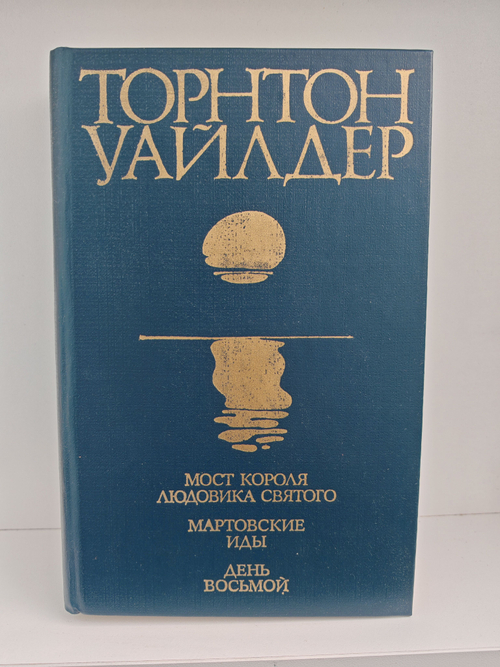 ТОРНТОН
УАЙЛДЕР
МОСТ КОРОЛЯ
ЛЮДОВИКА СВЯТОГО
МАРТОВСКИЕ
ИДЫ
ДЕНЬ
ВОСЬМОЙ